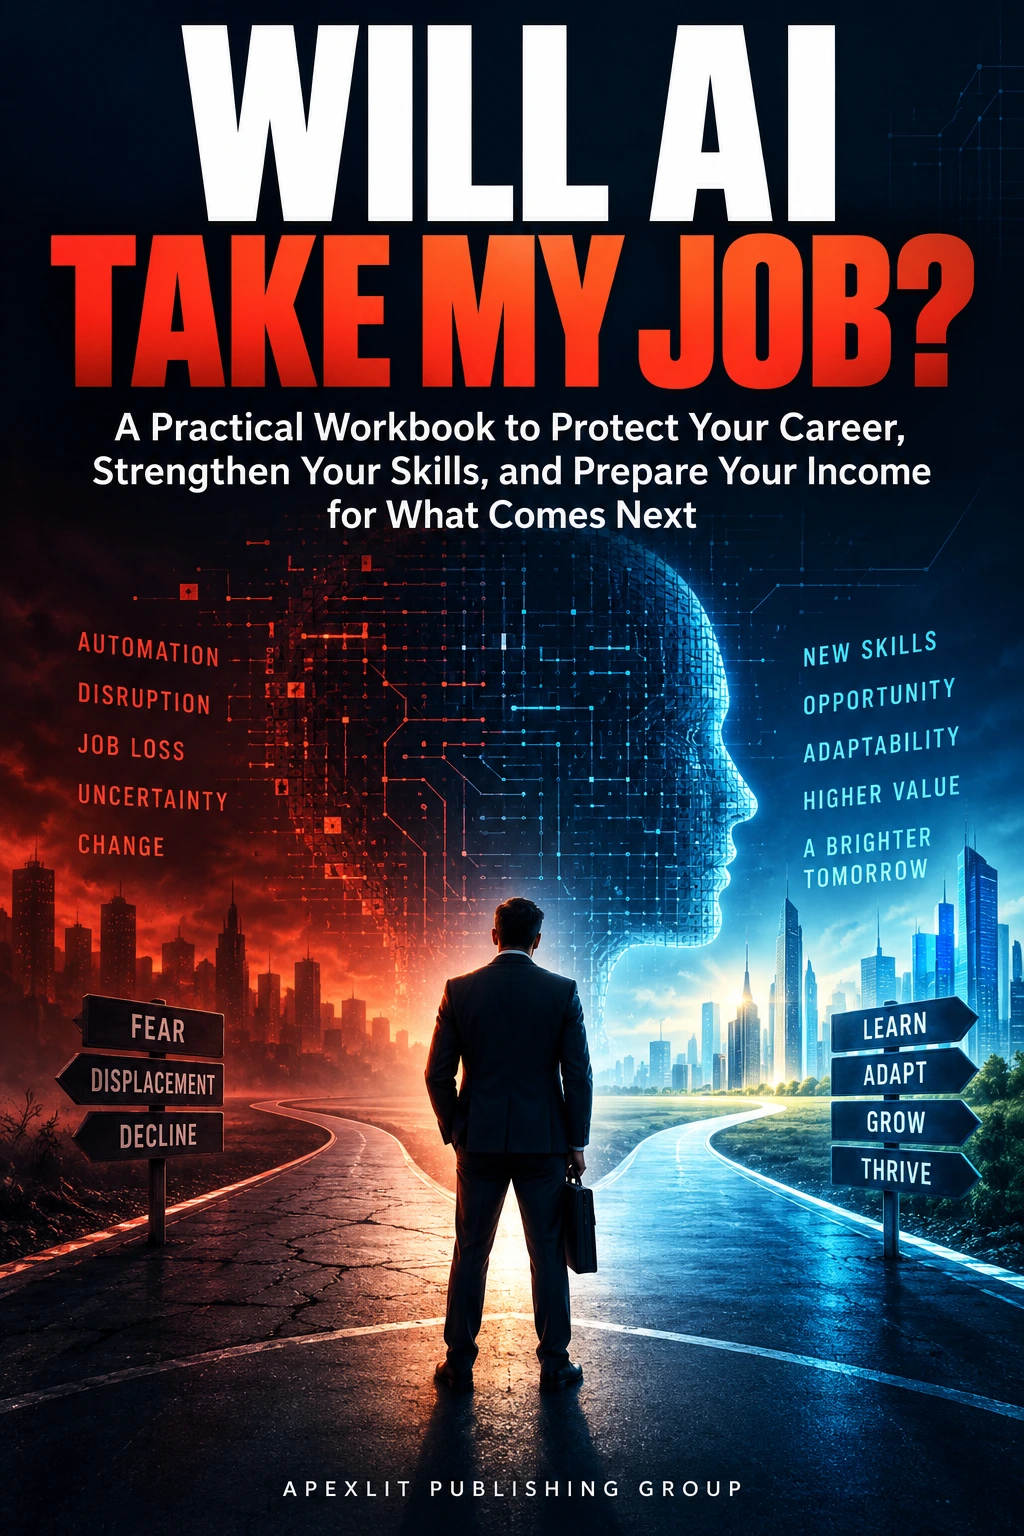 WILL AI
TAKE MY JOB?
A Practical Workbook to Protect Your Career,
Strengthen Your Skills, and Prepare Your Income
for What Comes Next
AUTOMATION
DISRUPTION
JOB LOSS
UNCERTAINTY
CHANGE
NEW SKILLS
OPPORTUNITY
ADAPTABILITY
HIGHER VALUE
A BRIGHTER
TOMORROW
FEAR
DISPLACEMENT
DECLINE
LEARN
ADAPT
GROW
THRIVE
APEXLIT PUBLISHING GROUP